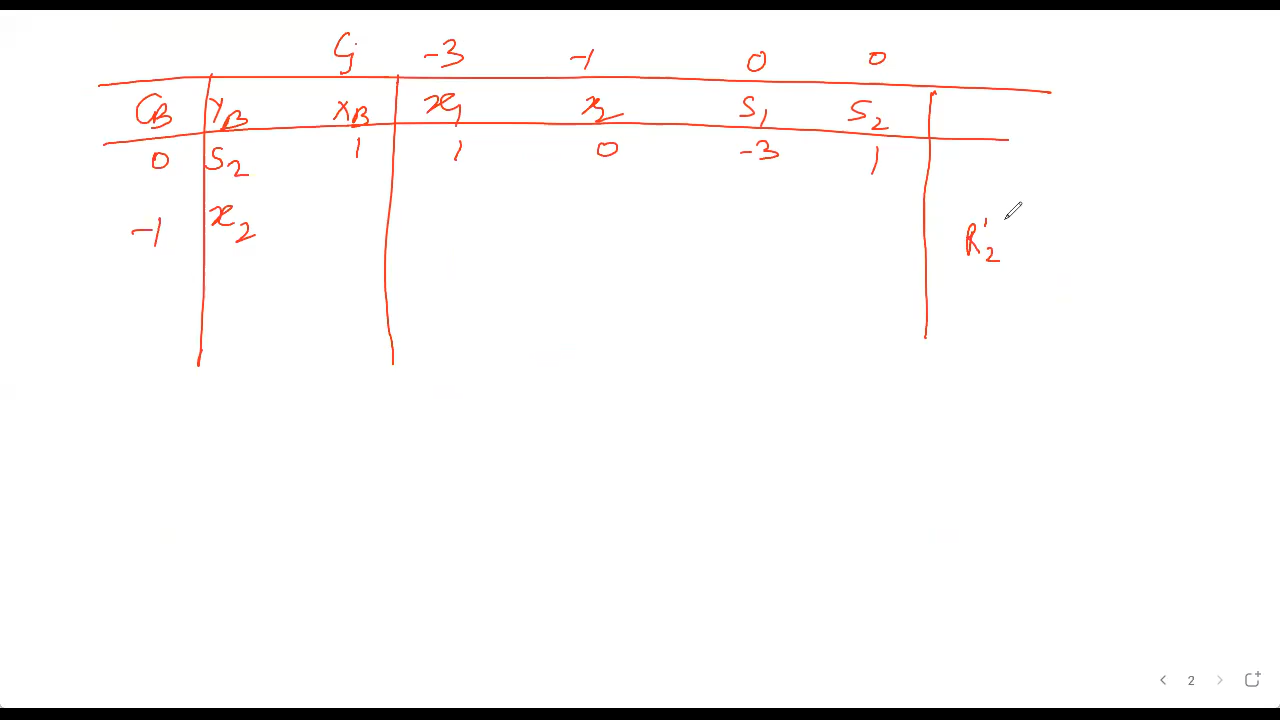 Cj -3 -1 0 0
CB YB XB x1 x2 S1 S2
0 S2 1 1 0 -3 1
-1 x2 R2'
2